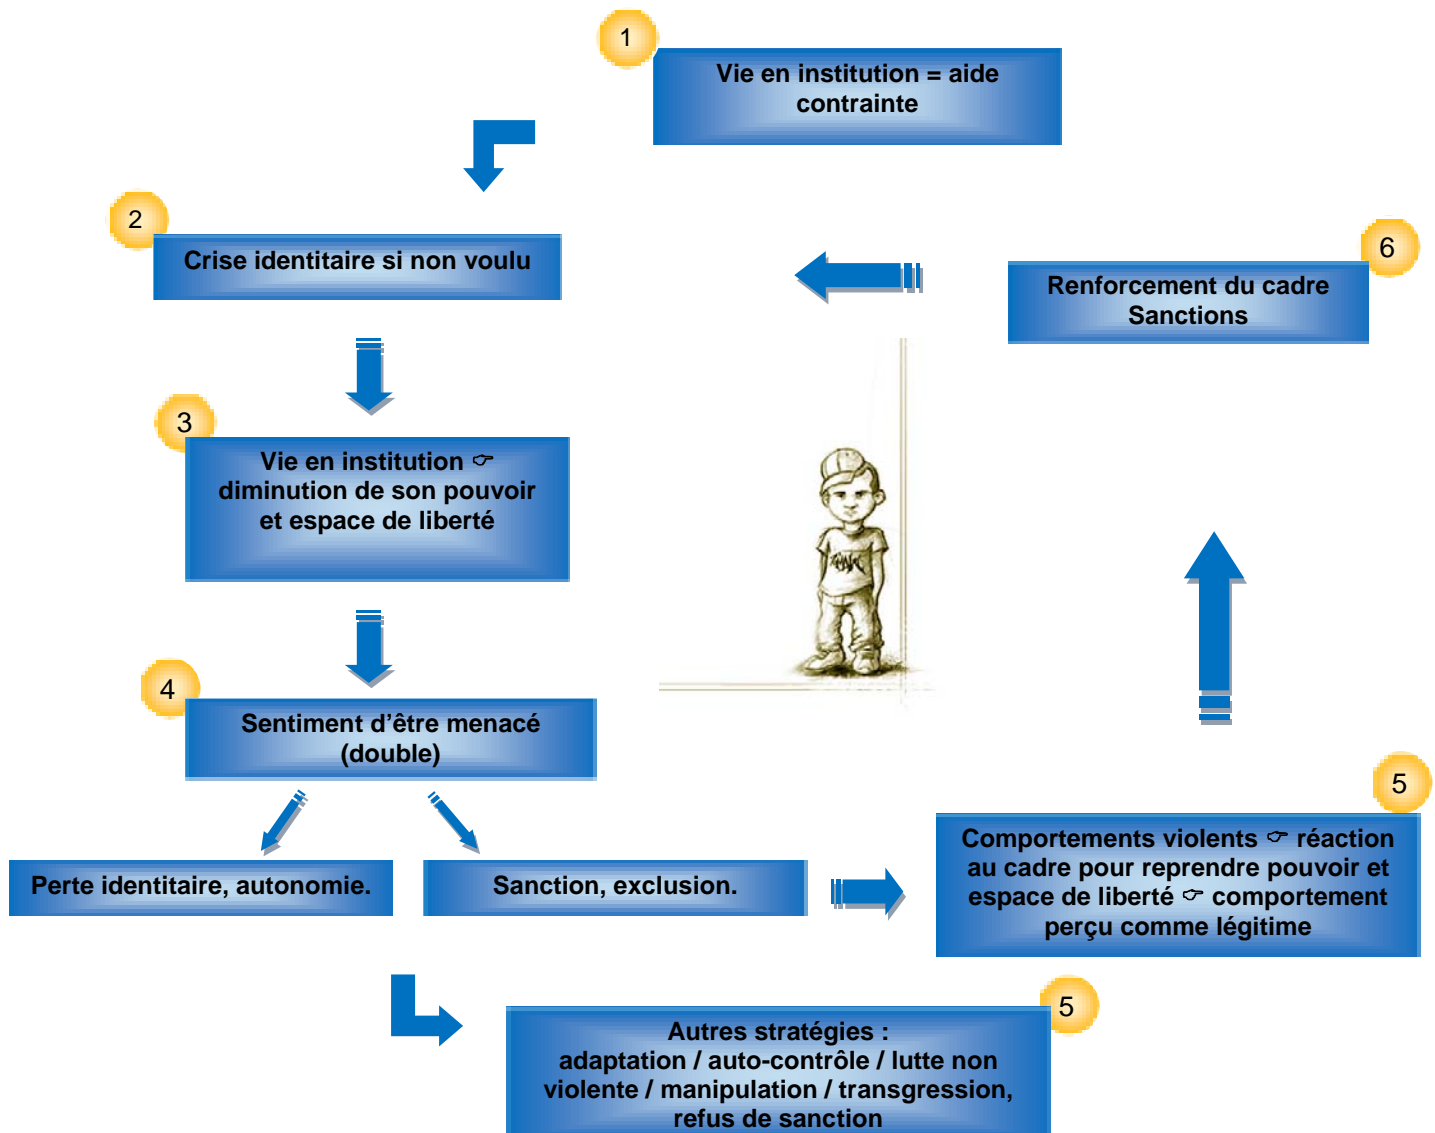 1
Vie en institution = aide
contrainte
2
Crise identitaire si non voulu
6
Renforcement du cadre
Sanctions
3
Vie en institution ☞
diminution de son pouvoir
et espace de liberté
4
Sentiment d’être menacé
(double)
Perte identitaire, autonomie.
Sanction, exclusion.
5
Comportements violents ☞ réaction
au cadre pour reprendre pouvoir et
espace de liberté ☞ comportement
perçu comme légitime
5
Autres stratégies :
adaptation / auto-contrôle / lutte non
violente / manipulation / transgression,
refus de sanction